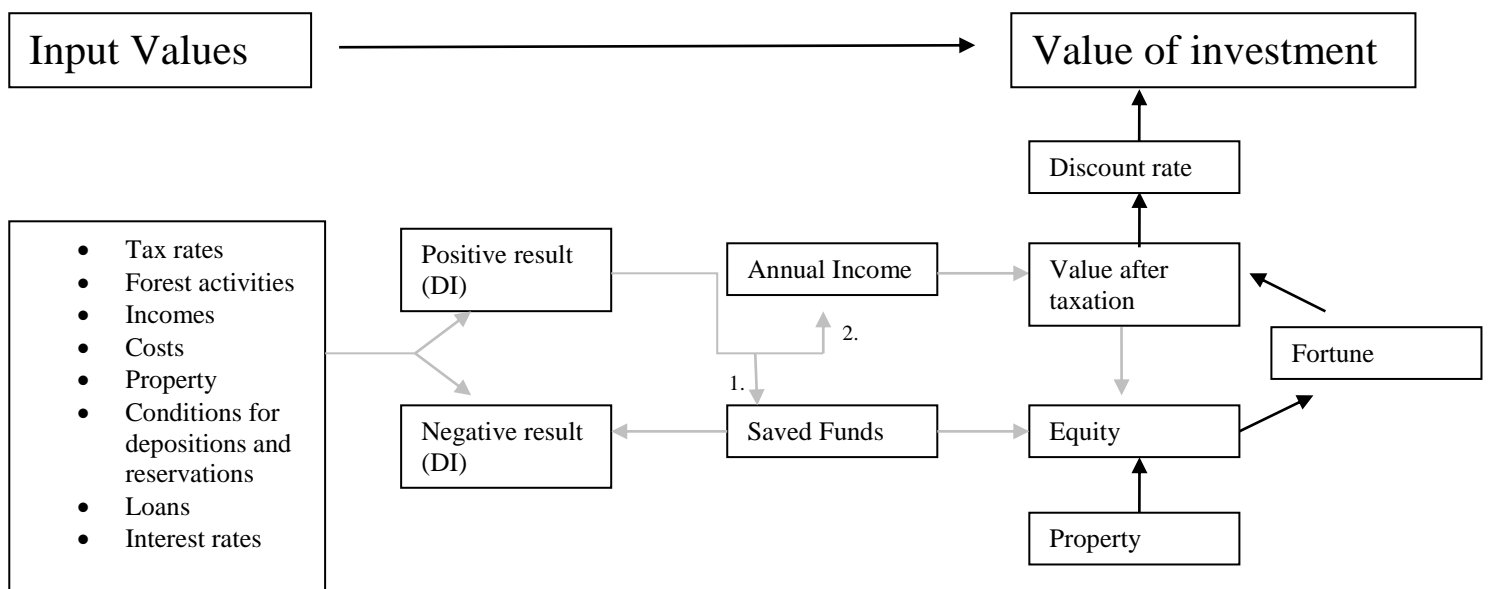 Input Values
Value of investment
Discount rate
• Tax rates
• Forest activities
• Incomes
• Costs
• Property
• Conditions for
depositions and
reservations
• Loans
• Interest rates
Positive result
(DI)
Annual Income
Value after
taxation
2.
Fortune
1.
Negative result
(DI)
Saved Funds
Equity
Property